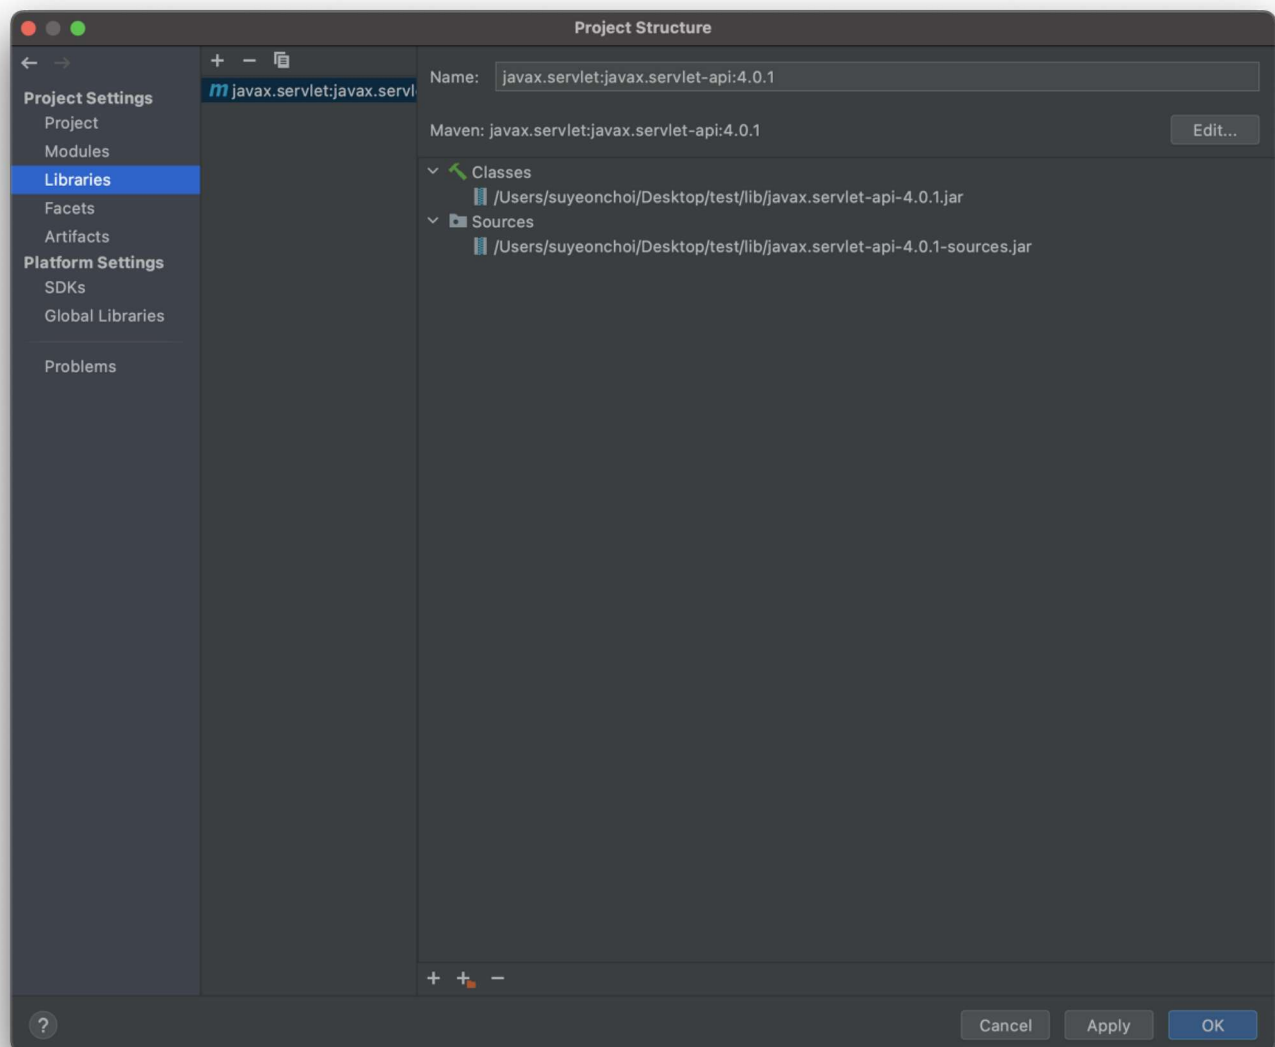 Project Structure
Project Settings
Project
Modules
Libraries
Facets
Artifacts
Platform Settings
SDKs
Global Libraries
Problems
m javax.servlet:javax.servl
Name: javax.servlet:javax.servlet-api:4.0.1
Maven: javax.servlet:javax.servlet-api:4.0.1
Edit...
Classes
/Users/suyeonchoi/Desktop/test/lib/javax.servlet-api-4.0.1.jar
Sources
/Users/suyeonchoi/Desktop/test/lib/javax.servlet-api-4.0.1-sources.jar
?
Cancel
Apply
OK